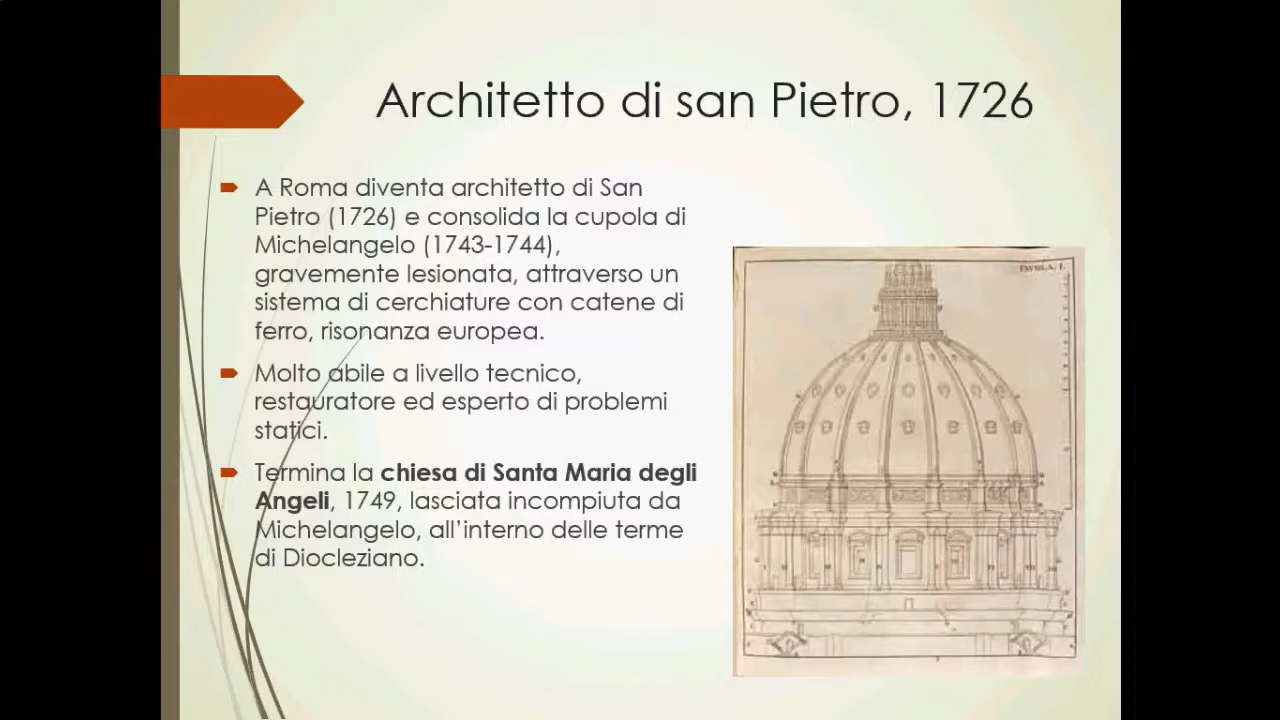 Architetto di san Pietro, 1726
A Roma diventa architetto di San
Pietro (1726) e consolida la cupola di
Michelangelo (1743-1744),
gravemente lesionata, attraverso un
sistema di cerchiature con catene di
ferro, risonanza europea.
Molto abile a livello tecnico,
restauratore ed esperto di problemi
statici.
Termina la chiesa di Santa Maria degli
Angeli, 1749, lasciata incompiuta da
Michelangelo, all'interno delle terme
di Diocleziano.
TAVOLA. I.